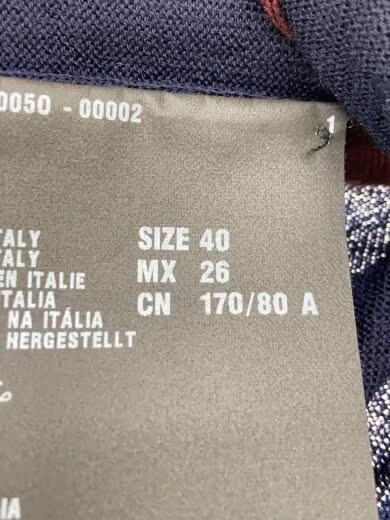 0050 - 00002
1
TALY
TALY
EN ITALIE
TALIA
NA ITÁLIA
HERGESTELLT
SIZE 40
MX 26
CN 170/80 A
IA